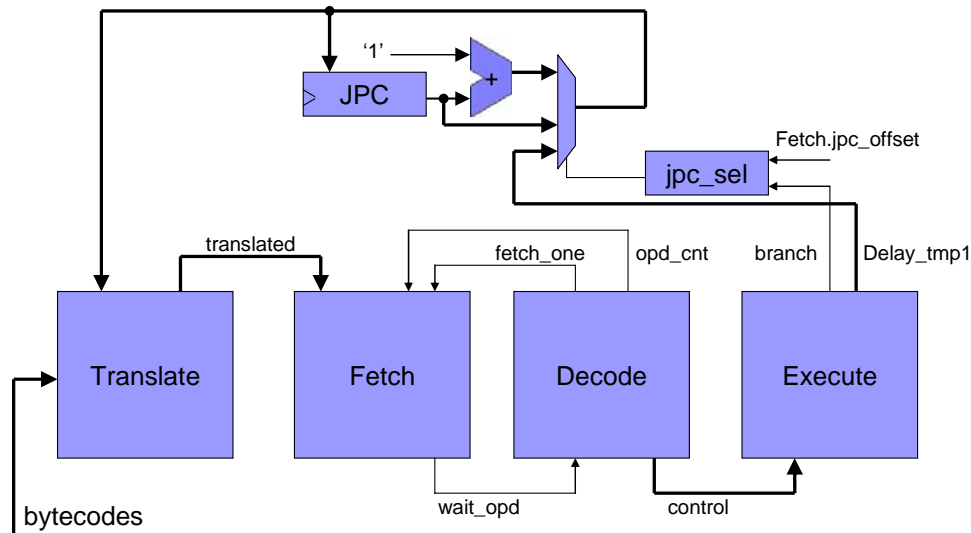 ‘1’
+
JPC
Fetch.jpc_offset
jpc_sel
translated
fetch_one
opd_cnt
branch
Delay_tmp1
Translate
Fetch
Decode
Execute
wait_opd
control
bytecodes